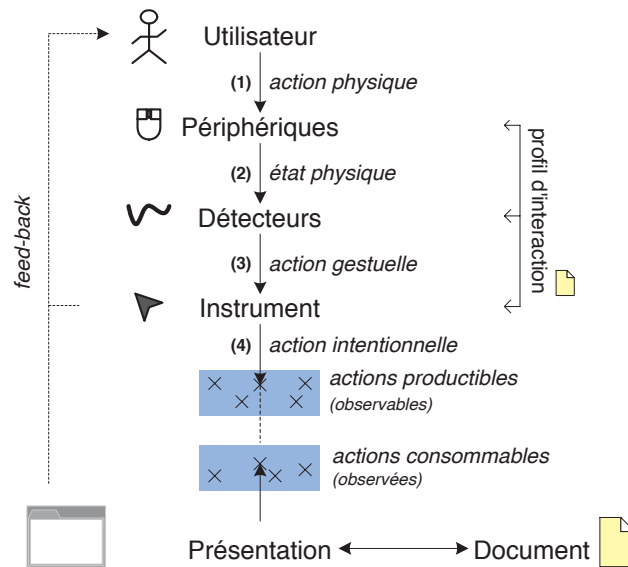 Utilisateur
(1) action physique
Périphériques
(2) état physique
Détecteurs
(3) action gestuelle
Instrument
(4) action intentionnelle
actions productibles
(observables)
actions consommables
(observées)
Présentation
Document
feed-back
profil d'interaction